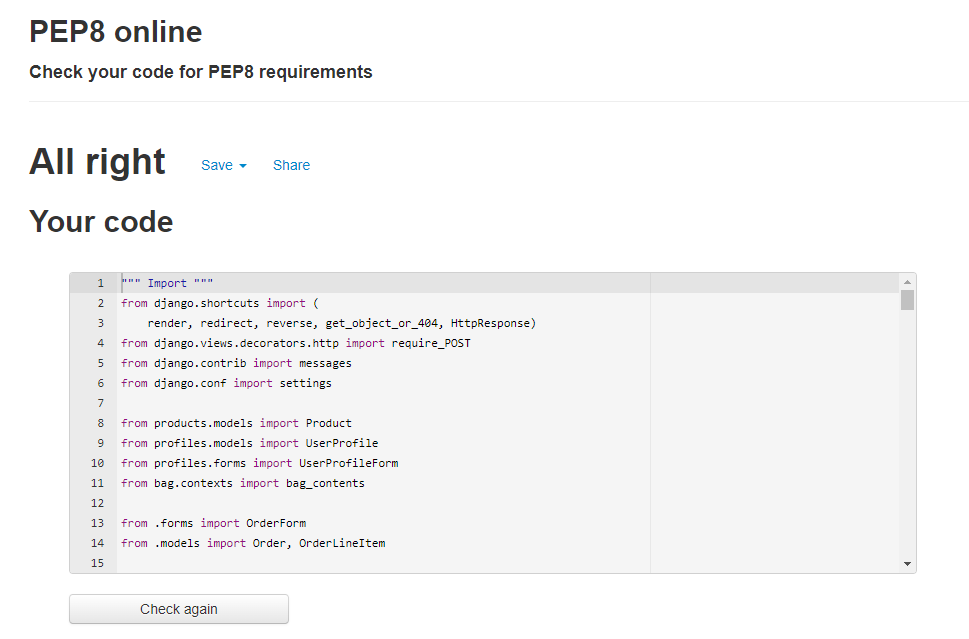 PEP8 online
Check your code for PEP8 requirements
All right Save Share
Your code
1 """ Import """
2 from django.shortcuts import (
3     render, redirect, reverse, get_object_or_404, HttpResponse)
4 from django.views.decorators.http import require_POST
5 from django.contrib import messages
6 from django.conf import settings
7
8 from products.models import Product
9 from profiles.models import UserProfile
10 from profiles.forms import UserProfileForm
11 from bag.contexts import bag_contents
12
13 from .forms import OrderForm
14 from .models import Order, OrderLineItem
15
Check again